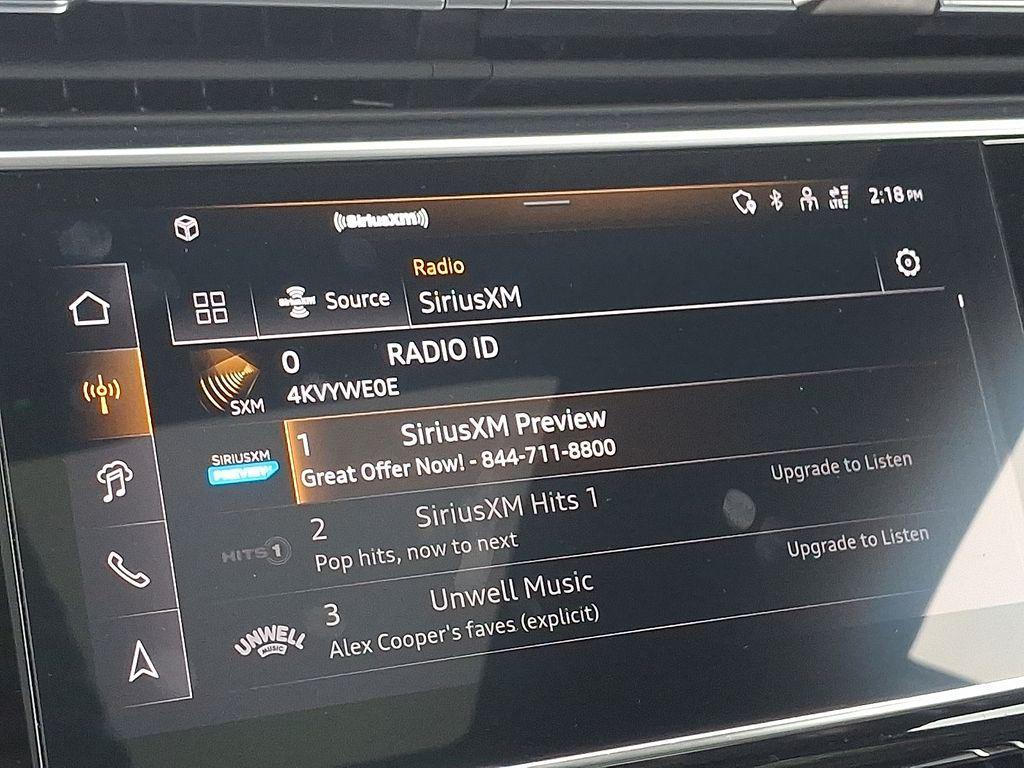 SiriusXM
LTE
2:18 PM
Radio
SiriusXM Source
SiriusXM
0 RADIO ID
SXM
4KVYWE0E
SIRIUSXM
PREVIEW
1 SiriusXM Preview
Great Offer Now! - 844-711-8800
HITS 1
2 SiriusXM Hits 1
Upgrade to Listen
Pop hits, now to next
UNWELL
MUSIC
3 Unwell Music
Upgrade to Listen
Alex Cooper's faves (explicit)